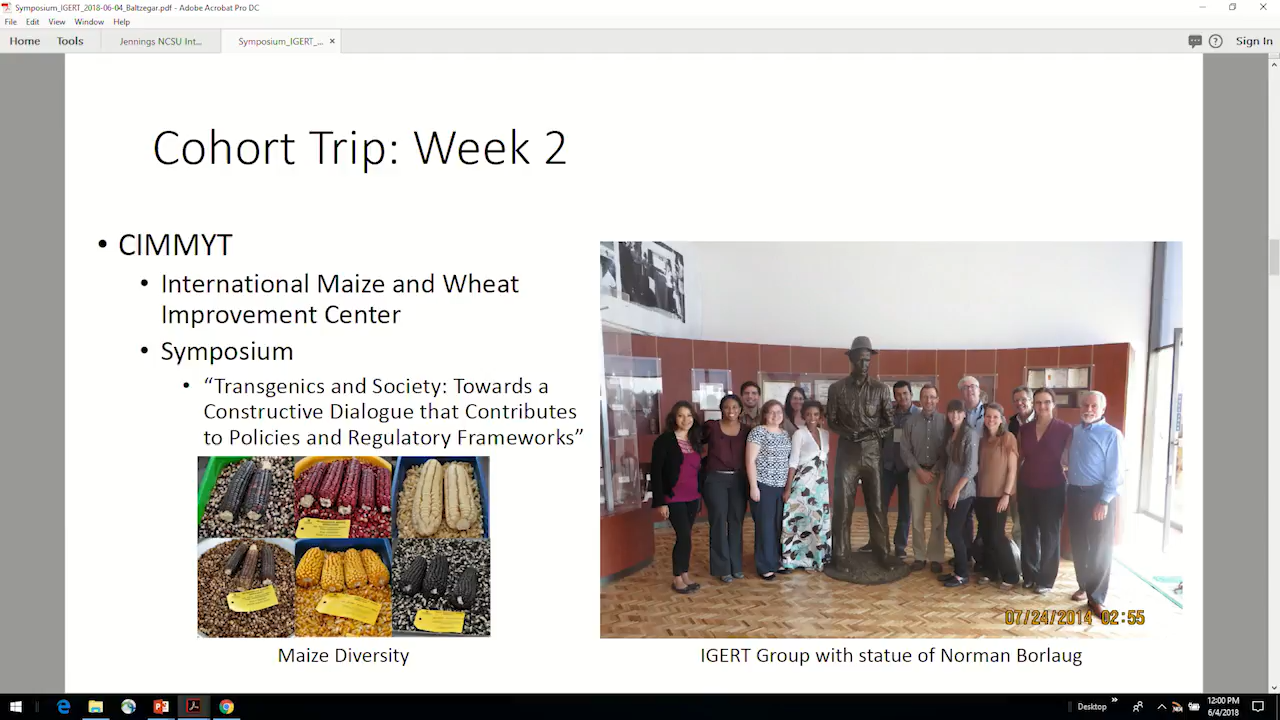 Symposium_IGERT_2018-06-04_Baltzegar.pdf - Adobe Acrobat Pro DC
File Edit View Window Help
Home Tools Jennings NCSU Int... Symposium_IGERT_... × Sign In
Cohort Trip: Week 2
• CIMMYT
• International Maize and Wheat
Improvement Center
• Symposium
• “Transgenics and Society: Towards a
Constructive Dialogue that Contributes
to Policies and Regulatory Frameworks”
07/24/2014 02:55
Maize Diversity
IGERT Group with statue of Norman Borlaug
Desktop
12:00 PM
6/4/2018